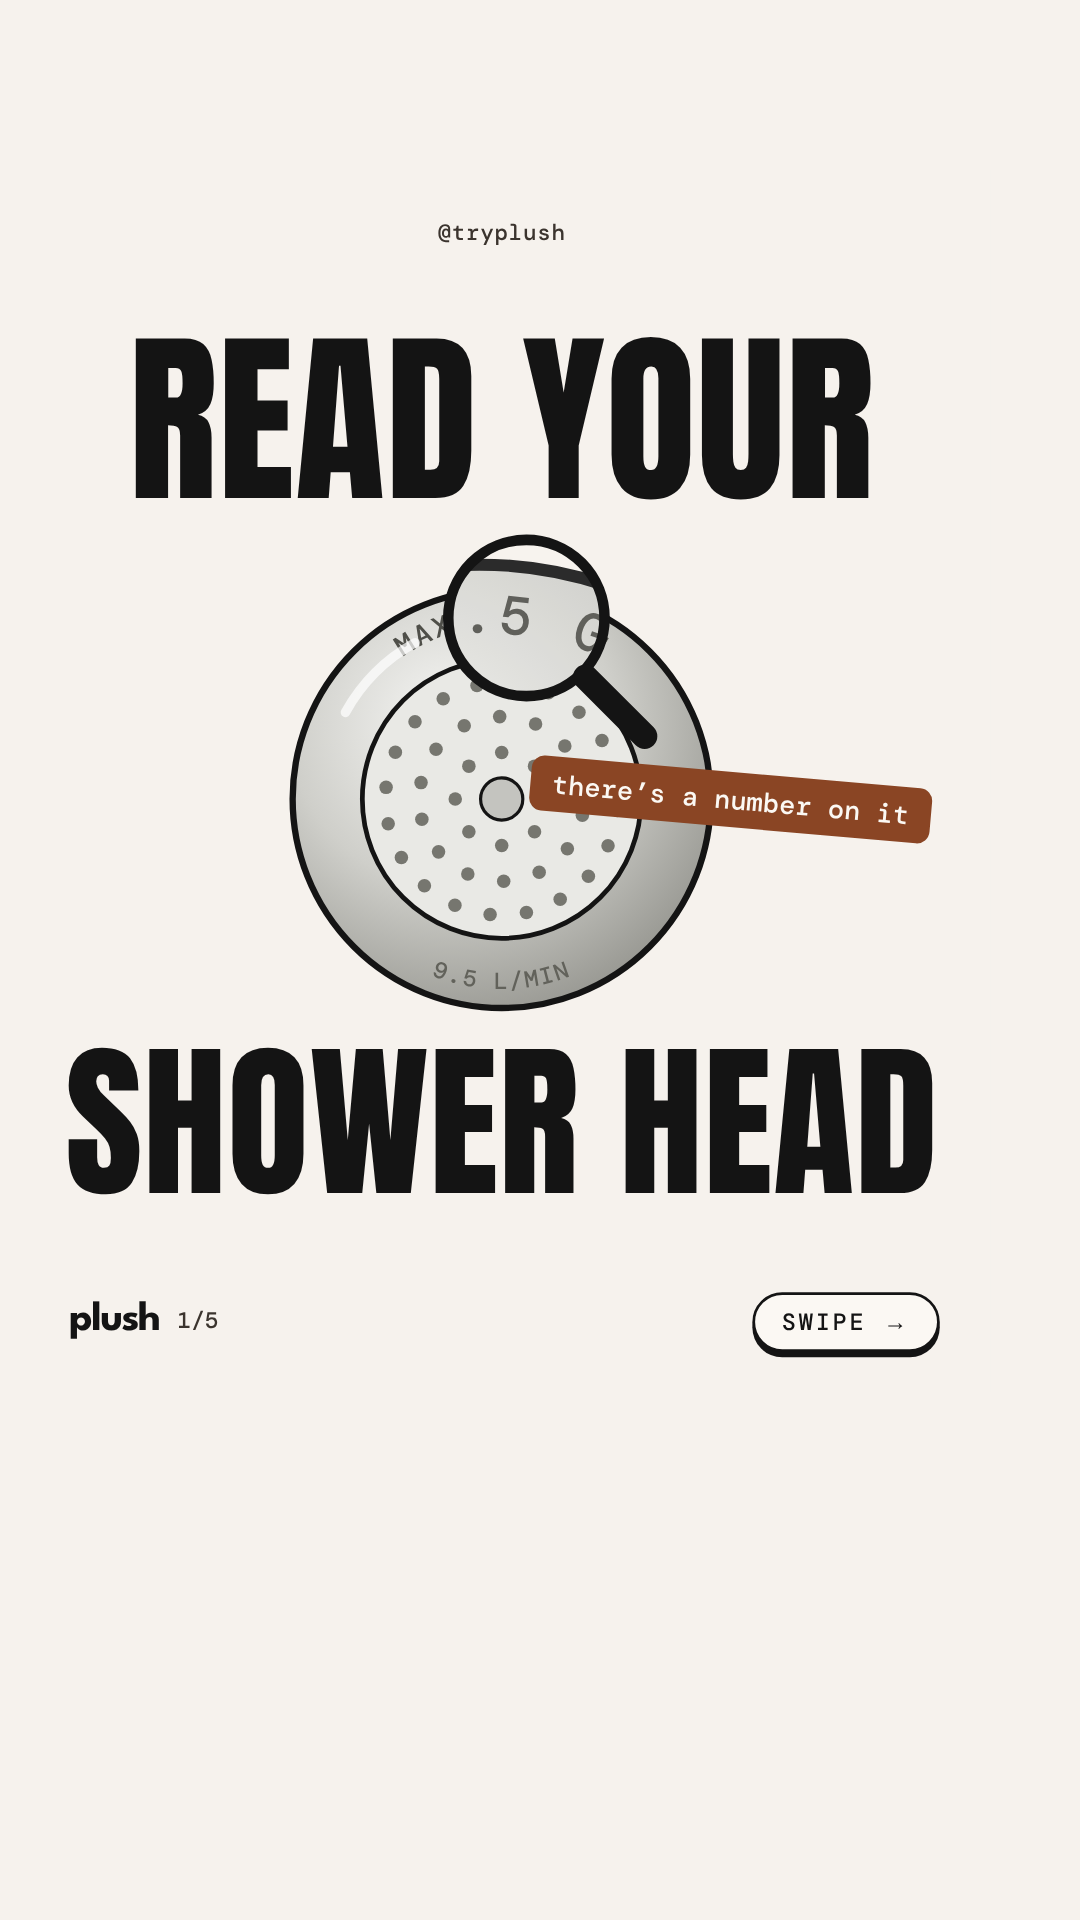 @tryplush
READ YOUR
MAX
.5 G
there's a number on it
9.5 L/MIN
SHOWER HEAD
plush 1/5
SWIPE →